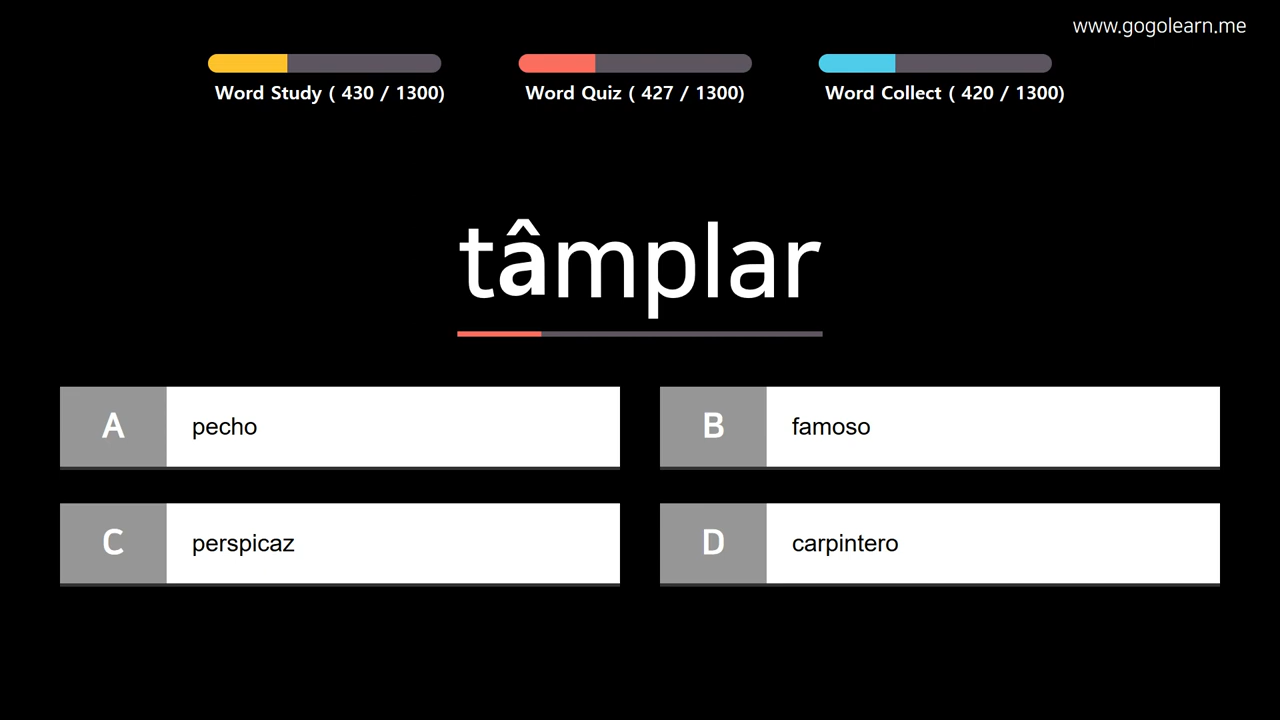 www.gogolearn.me
Word Study ( 430 / 1300)
Word Quiz ( 427 / 1300)
Word Collect ( 420 / 1300)
tâmplar
A pecho
B famoso
C perspicaz
D carpintero